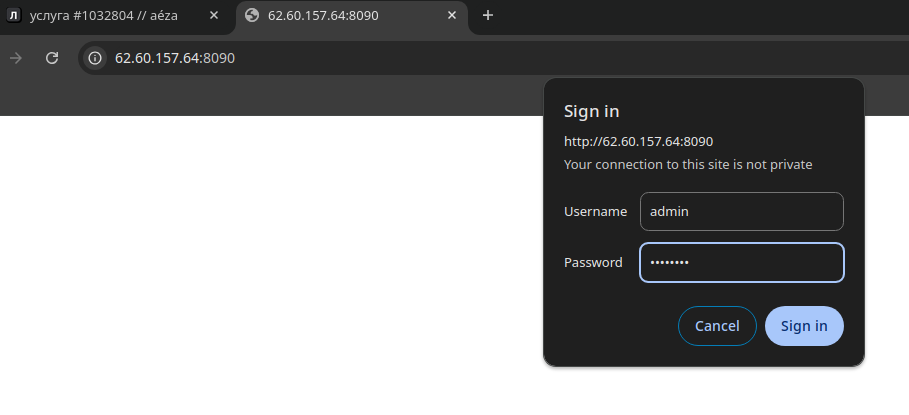 Л услуга #1032804 // aéza
62.60.157.64:8090
62.60.157.64:8090
Sign in
http://62.60.157.64:8090
Your connection to this site is not private
Username admin
Password ••••••••
Cancel Sign in